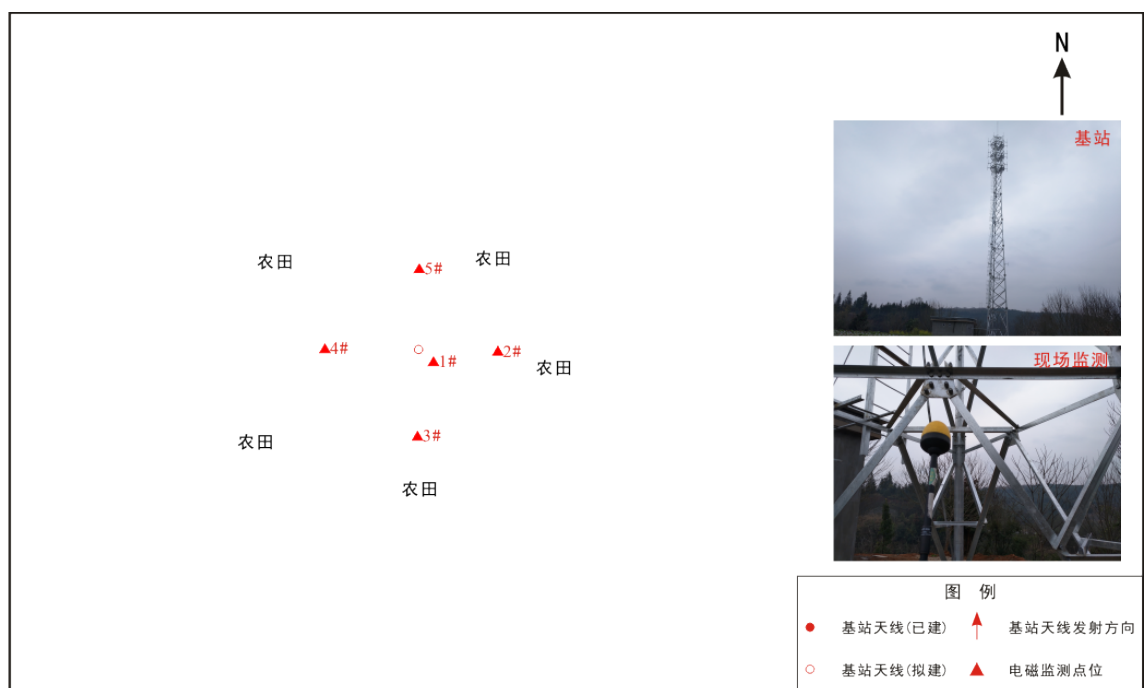 N
基站
农田
农田
5#
4#
1#
2#
现场监测
农田
3#
农田
农田
图 例
基站天线(已建)
基站天线发射方向
基站天线(拟建)
电磁监测点位